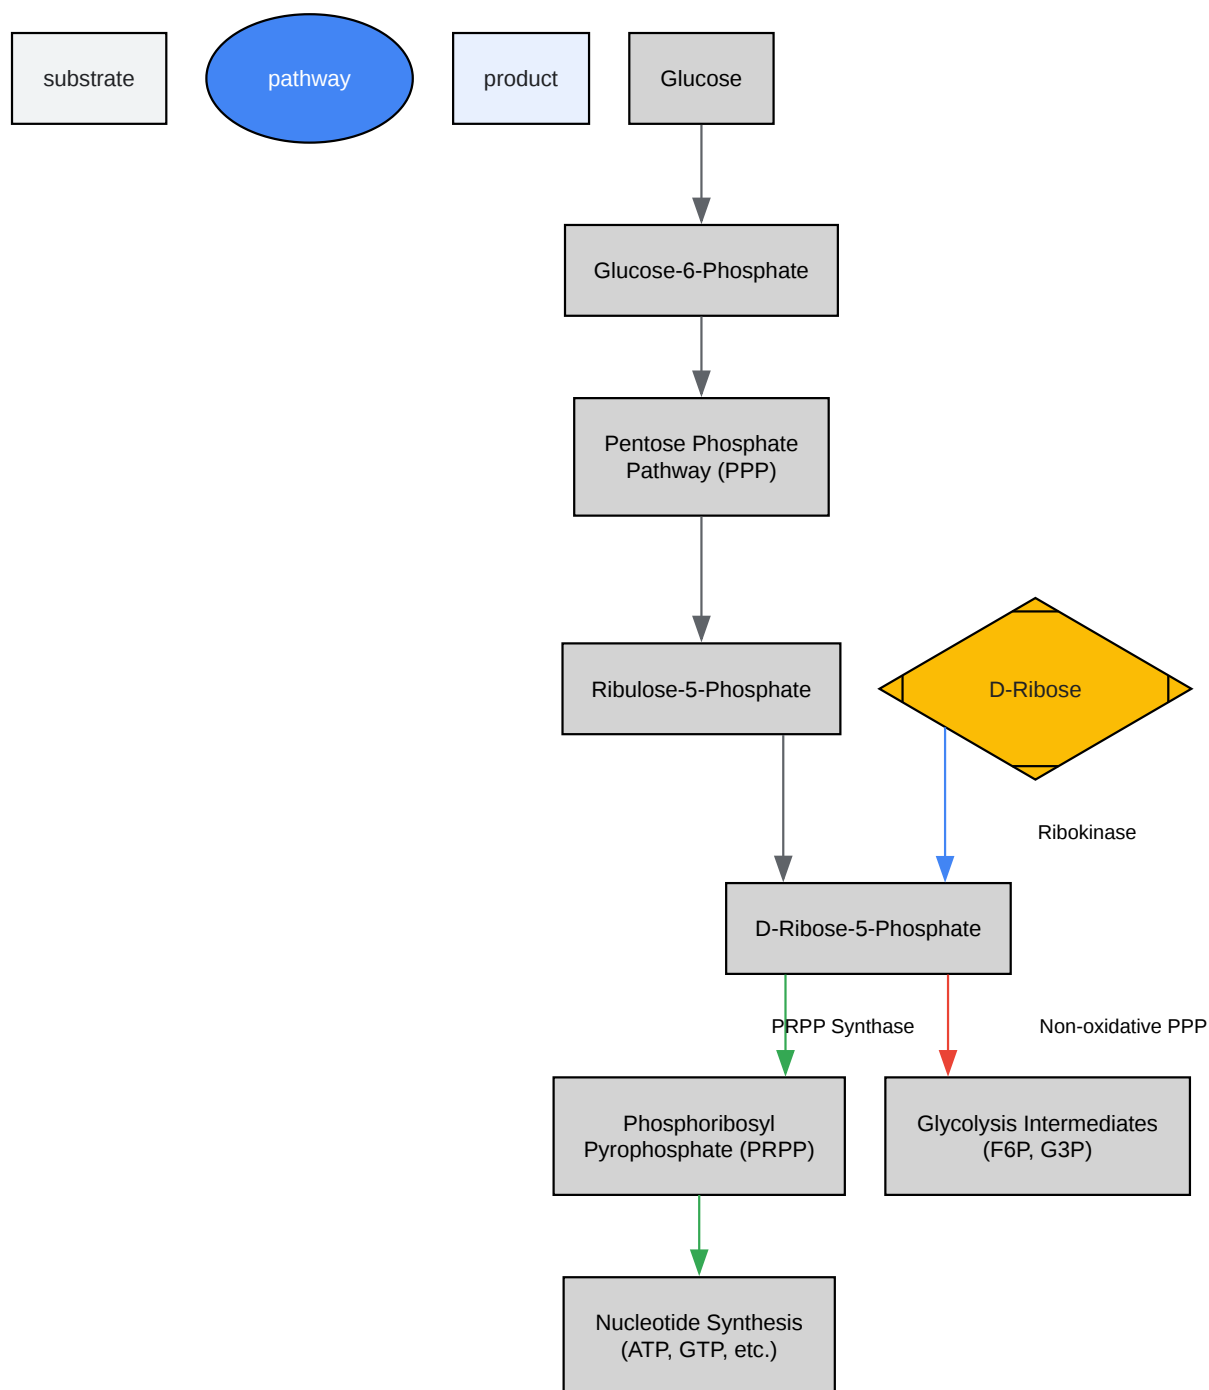 substrate
pathway
product
Glucose
Glucose-6-Phosphate
Pentose Phosphate
Pathway (PPP)
Ribulose-5-Phosphate
D-Ribose
Ribokinase
D-Ribose-5-Phosphate
PRPP Synthase
Non-oxidative PPP
Phosphoribosyl
Pyrophosphate (PRPP)
Glycolysis Intermediates
(F6P, G3P)
Nucleotide Synthesis
(ATP, GTP, etc.)